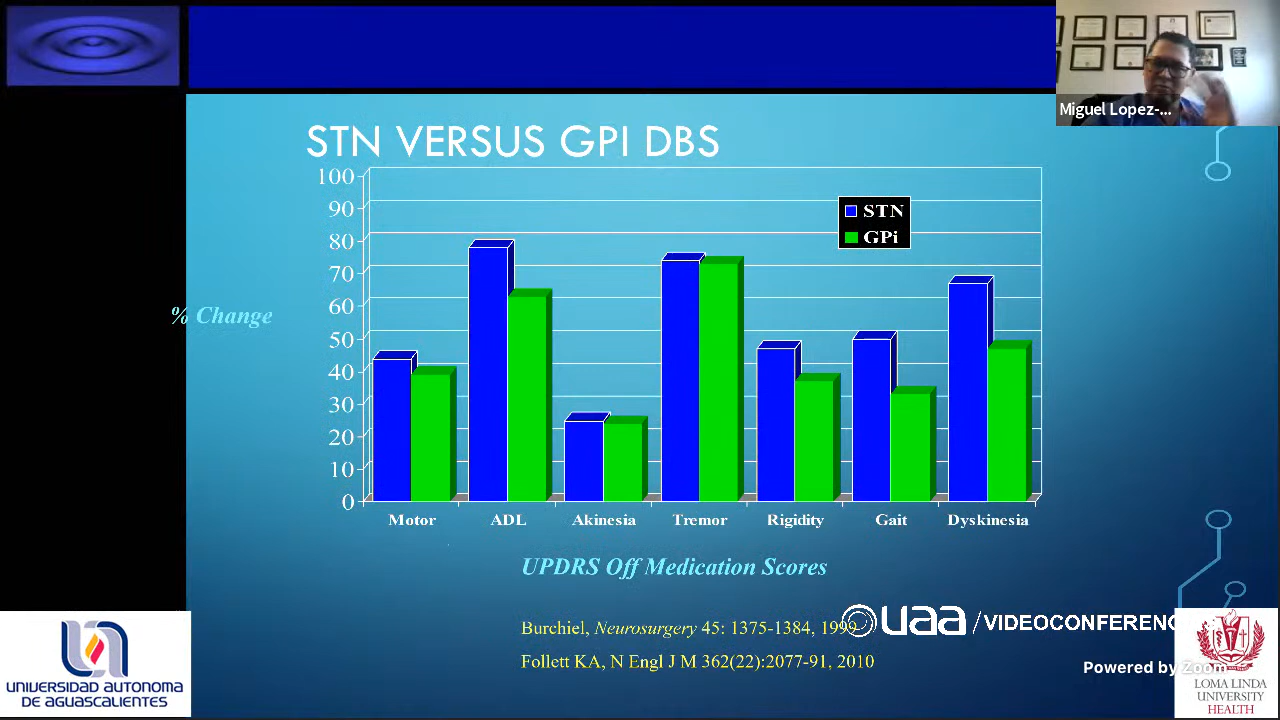 Miguel Lopez-...
STN VERSUS GPI DBS
100
90
80
70
60
50
40
30
20
10
0
% Change
STN
GPi
Motor
ADL
Akinesia
Tremor
Rigidity
Gait
Dyskinesia
UPDRS Off Medication Scores
Burchiel, Neurosurgery 45: 1375-1384, 1999
Follett KA, N Engl J M 362(22):2077-91, 2010
uaa /VIDEOCONFERENC
Powered by Zoom
UNIVERSIDAD AUTONOMA
DE AGUASCALIENTES
LOMA LINDA
UNIVERSITY
HEALTH